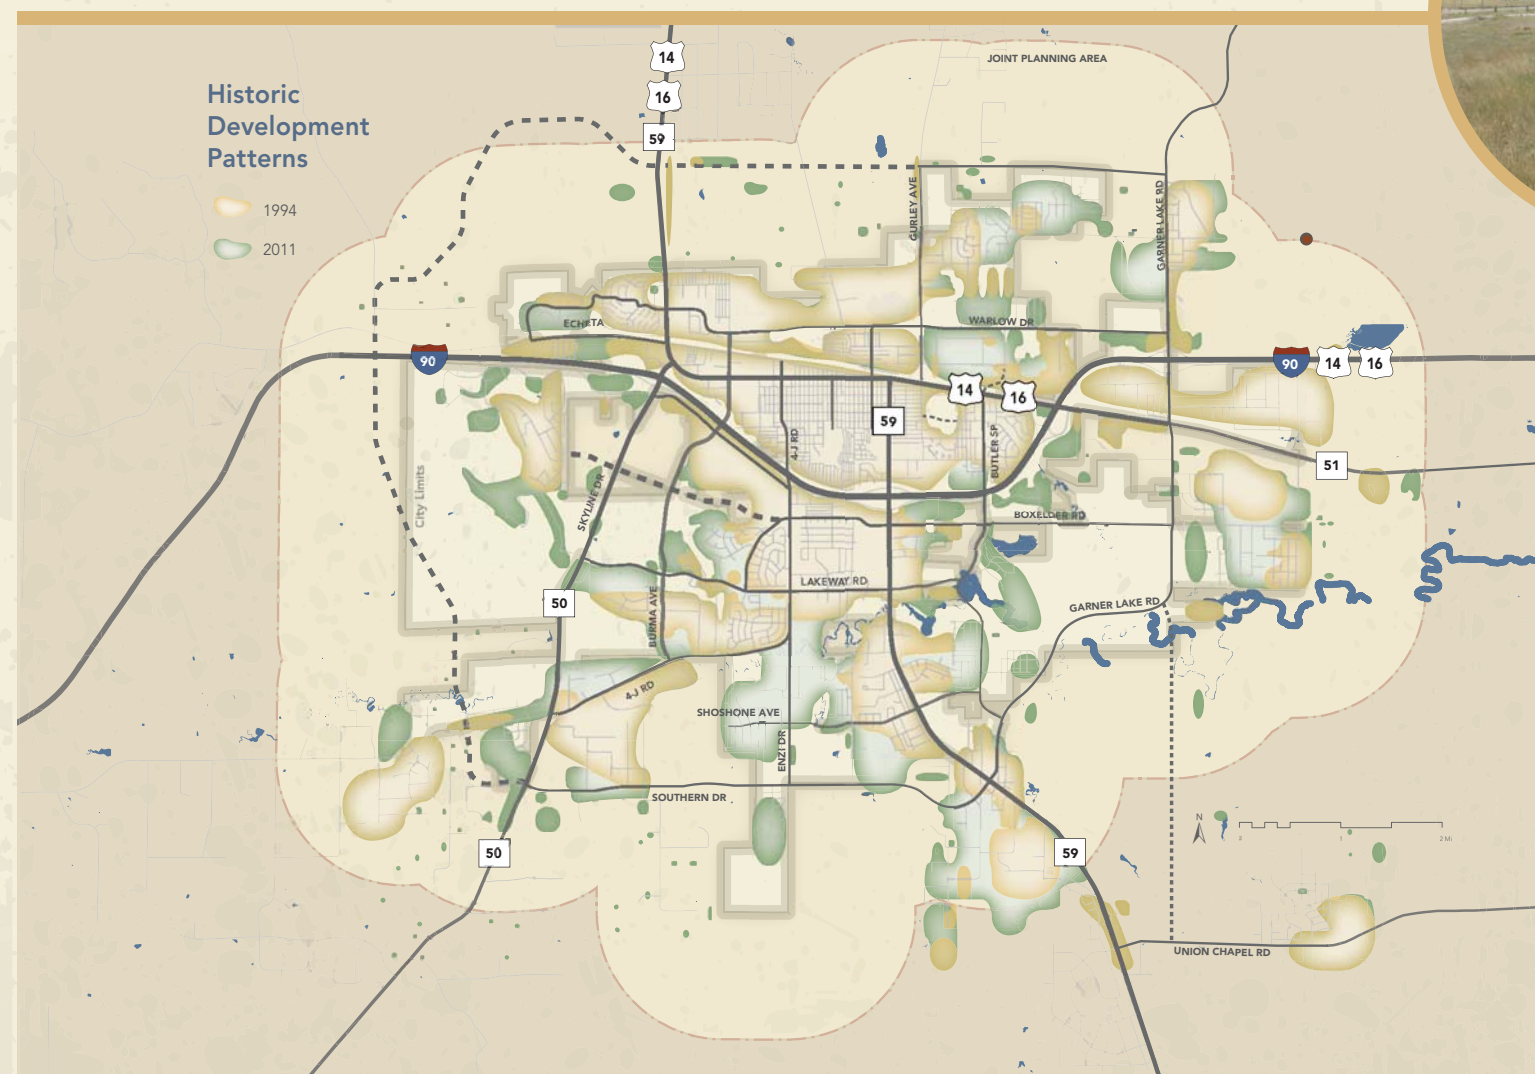 14
JOINT PLANNING AREA
16
Historic
Development
Patterns
59
1994
2011
GURLEY AVE
GARNER LAKE RD
ECHETA
WARLOW DR
90
90
14
16
14
16
59
4-J RD
BUTLER SP
51
City Limits
SKYLINE DR
BOXELDER RD
LAKEWAY RD
50
BURMA AVE
GARNER LAKE RD
4-J RD
SHOSHONE AVE
ENZI DR
SOUTHERN DR
N
1
2 Mi
50
59
UNION CHAPEL RD